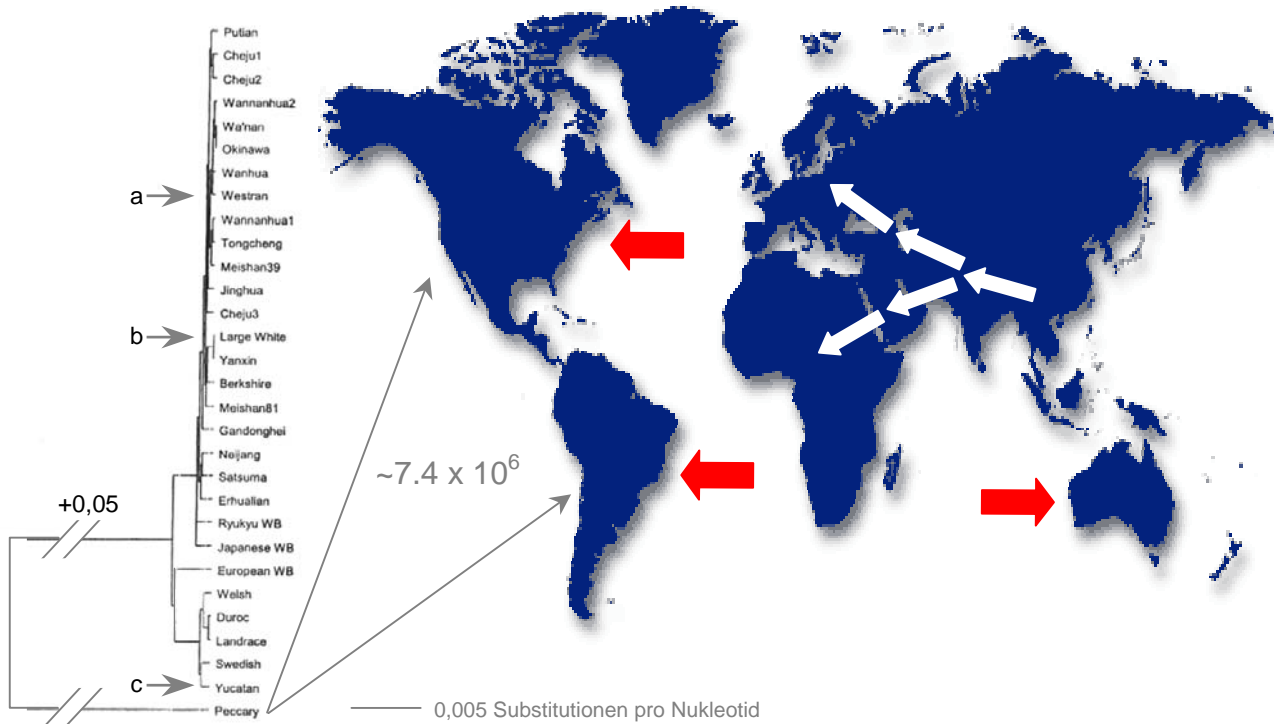 Putian
Cheju1
Cheju2
Wannanhua2
Wa'nan
Okinawa
Wanhua
a
Westran
Wannanhua1
Tongcheng
Meishan39
Jinghua
Cheju3
b
Large White
Yanxin
Berkshire
Meishan81
Gandonghei
Neijang
~7.4 x 10⁶
Satsuma
Erhualian
+0,05
Ryukyu WB
Japanese WB
European WB
Welsh
Duroc
Landrace
Swedish
c
Yucatan
Peccary
0,005 Substitutionen pro Nukleotid